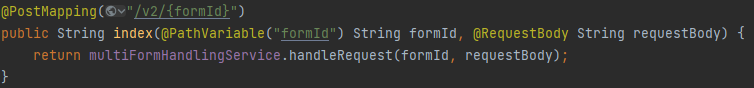 @PostMapping("/v2/{formId}")
public String index(@PathVariable("formId") String formId, @RequestBody String requestBody) {
    return multiFormHandlingService.handleRequest(formId, requestBody);
}